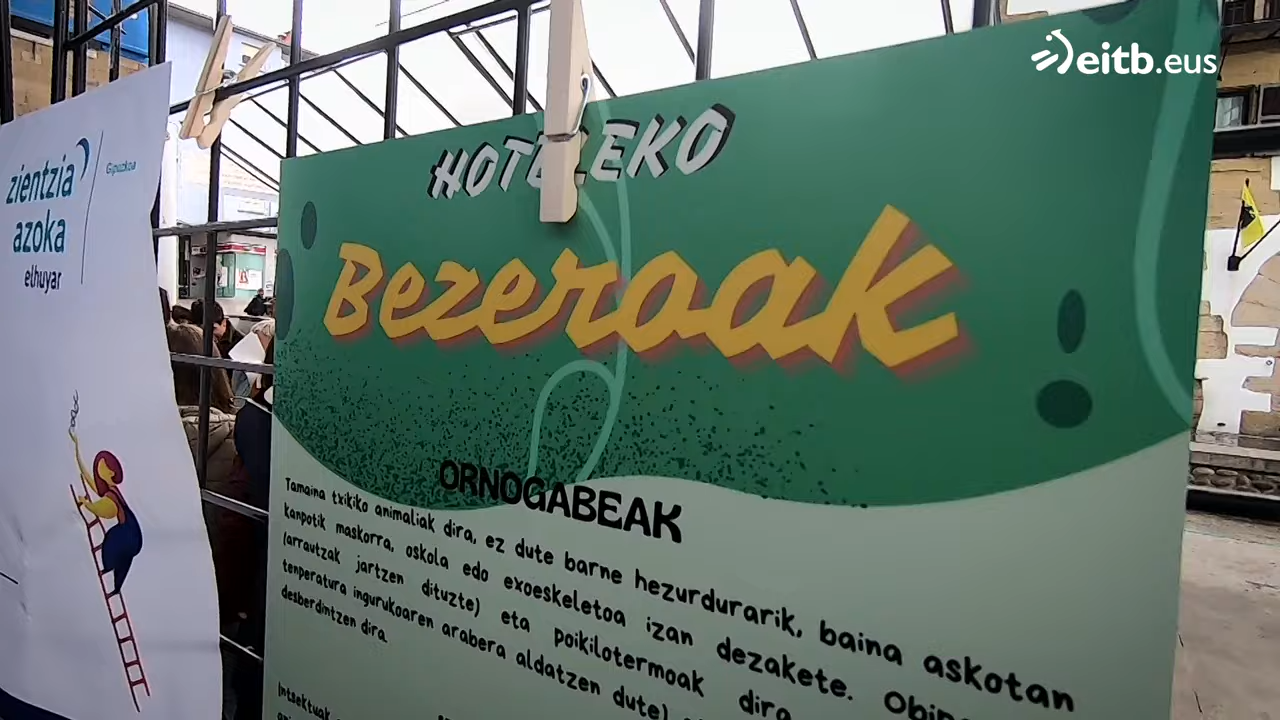 eitb.eus
zientzia
azoka
elhuyar
Gipuzkoa
HOTELEKO
Bezeroak
ORNOGABEAK
Tamaina txikiko animaliak dira, ez dute barne hezurdurarik, baina askotan
kanpotik maskorra, oskola edo exoeskeletoa izan dezakete.
(arrautzak jartzen dituzte) eta poikilotermoak dira
tenperatura ingurukoaren arabera aldatzen dute)
desberdintzen dira.
Intsektuak